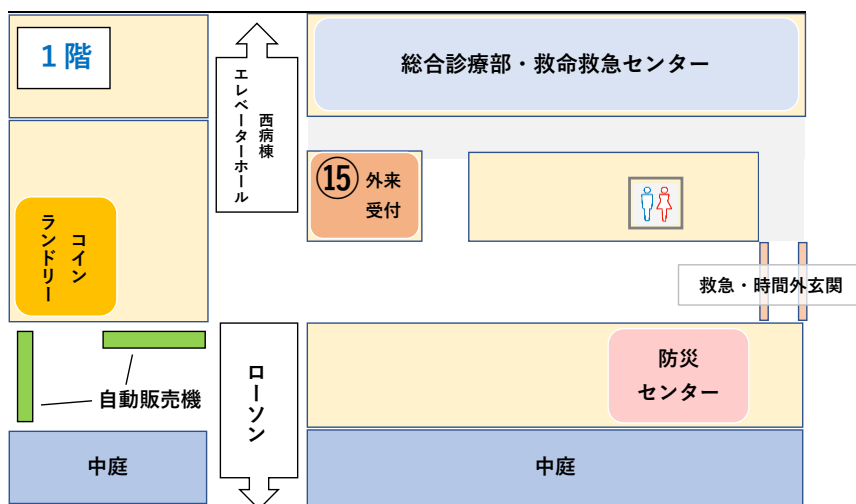 1階
西病棟
エレベーターホール
総合診療部・救命救急センター
⑮外来
受付
コイン
ランドリー
救急・時間外玄関
自動販売機
ローソン
防災
センター
中庭
中庭